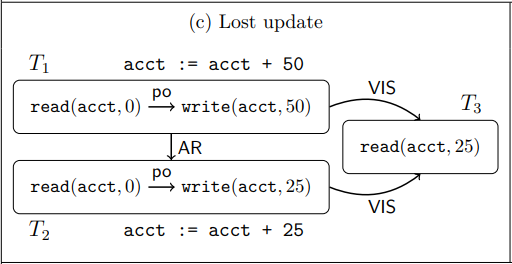 (c) Lost update
T₁ acct := acct + 50
po
read(acct, 0) → write(acct, 50)
VIS
T₃
AR
read(acct, 25)
po
read(acct, 0) → write(acct, 25)
VIS
T₂ acct := acct + 25